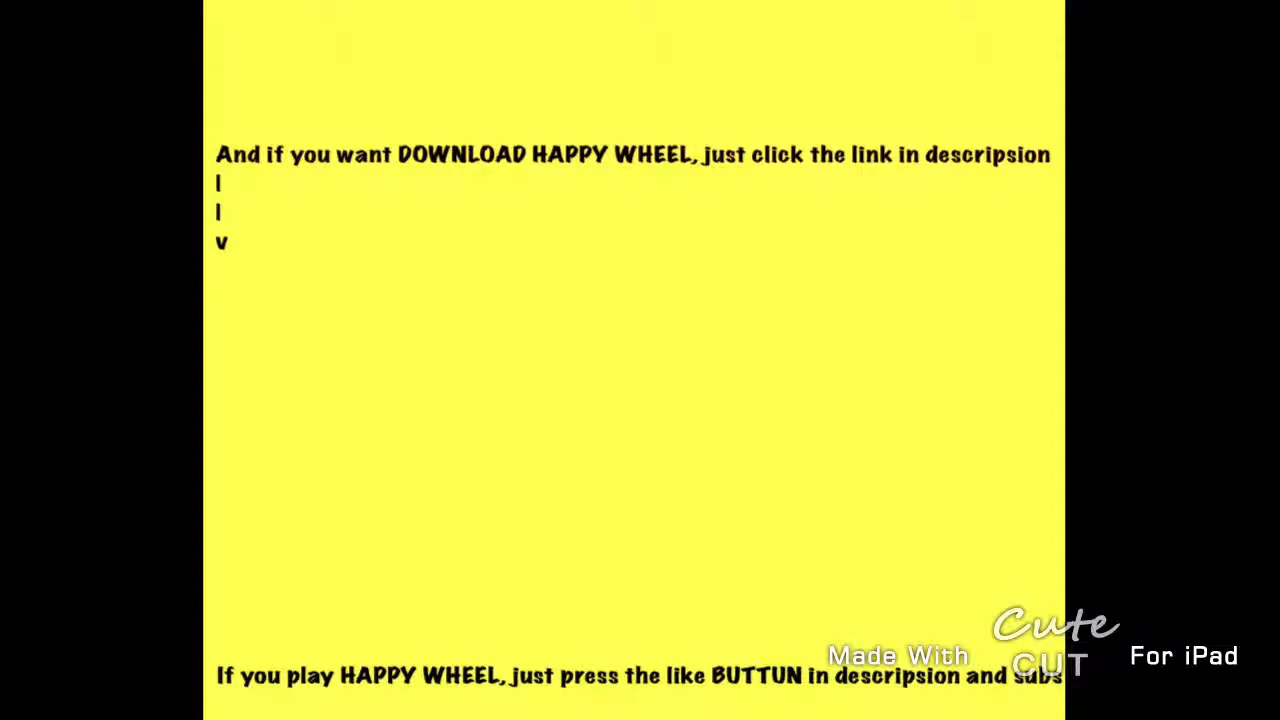 And if you want DOWNLOAD HAPPY WHEEL, just click the link in descripsion
l
l
v
If you play HAPPY WHEEL, just press the like BUTTUN in descripsion and subs
Made With Cute CUT For iPad